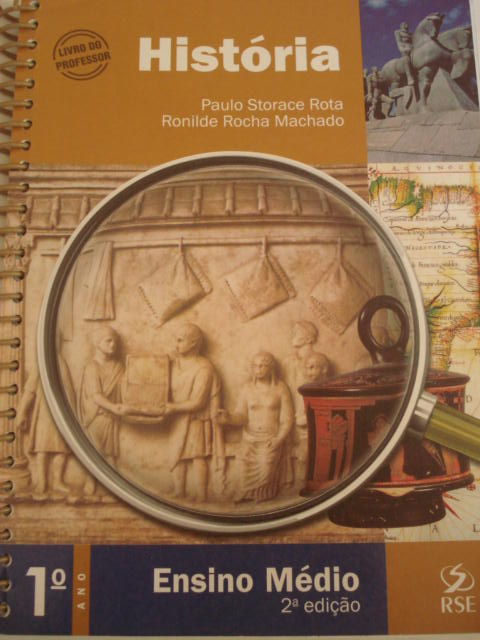 LIVRO DO
PROFESSOR
História
Paulo Storace Rota
Ronilde Rocha Machado
1º
ANO
Ensino Médio
2ª edição
RSE